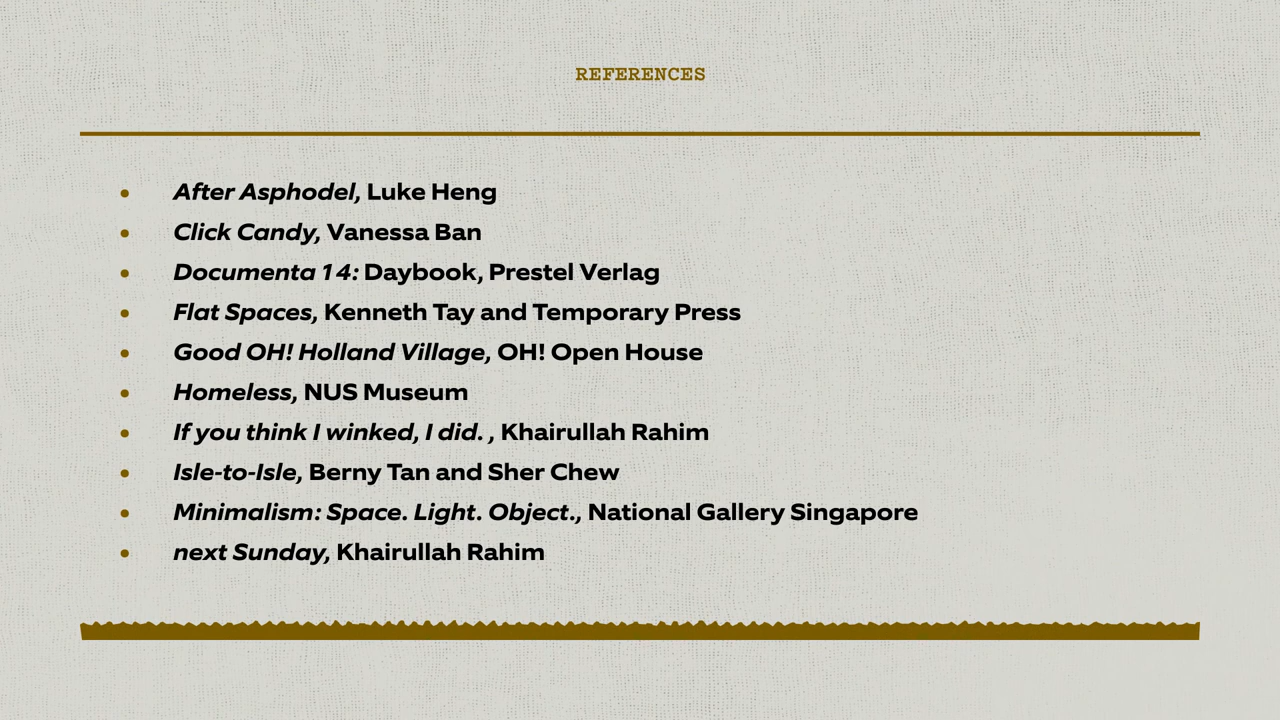 REFERENCES
• After Asphodel, Luke Heng
• Click Candy, Vanessa Ban
• Documenta 14: Daybook, Prestel Verlag
• Flat Spaces, Kenneth Tay and Temporary Press
• Good OH! Holland Village, OH! Open House
• Homeless, NUS Museum
• If you think I winked, I did. , Khairullah Rahim
• Isle-to-Isle, Berny Tan and Sher Chew
• Minimalism: Space. Light. Object., National Gallery Singapore
• next Sunday, Khairullah Rahim